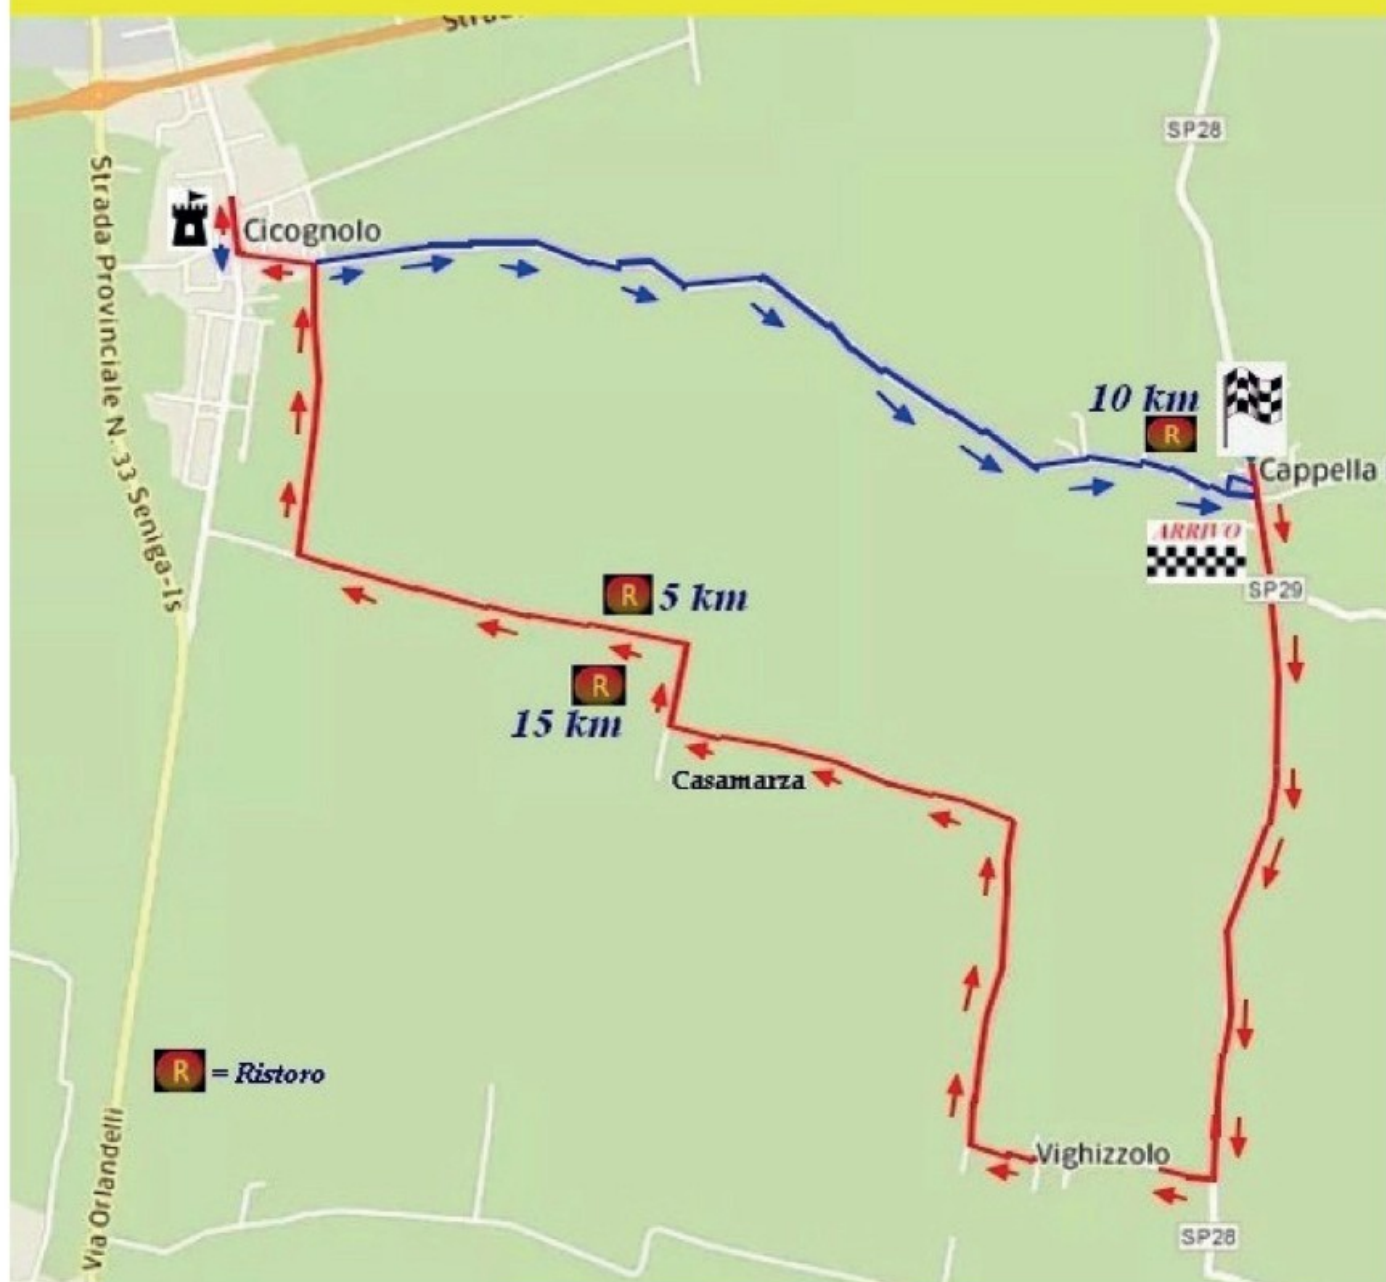 SP28
Strada Provinciale N. 33 Seniga-Is
Cicognolo
10 km
R
Cappella
ARRIVO
SP29
R 5 km
R
15 km
Casamarza
R = Ristoro
Vighizzolo
Via Orlandelli
SP28